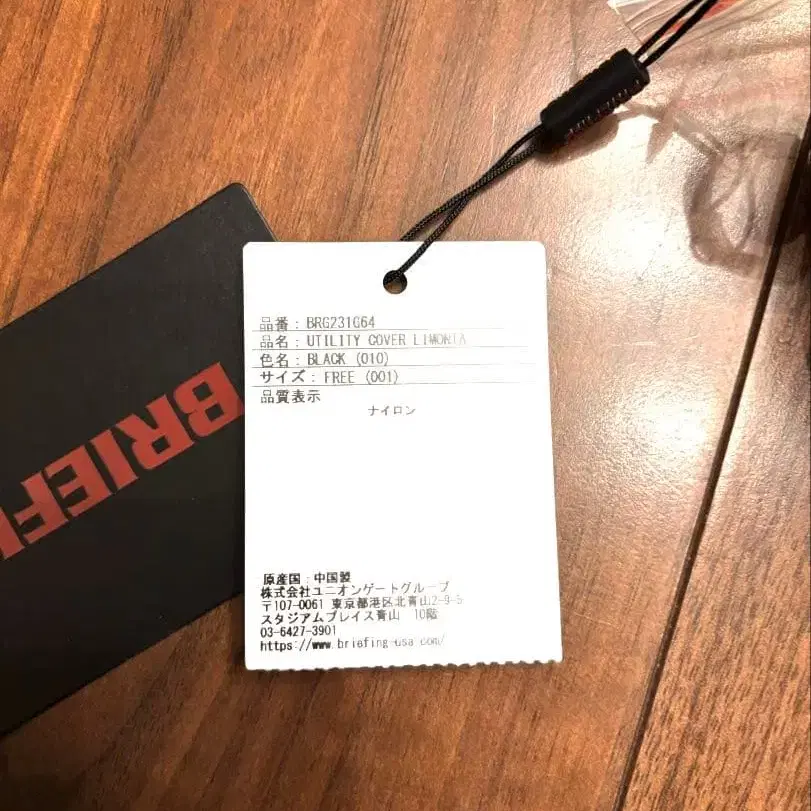 品番：BRG231G64
品名：UTILITY COVER LIMONTA
色名：BLACK (010)
サイズ：FREE (001)
品質表示
ナイロン
原産国：中国製
株式会社ユニオンゲートグループ
〒107-0061 東京都港区北青山2-9-5
スタジアムプレイス青山 10階
03-6427-3901
https://www.briefing-usa.com/
BRIEFI